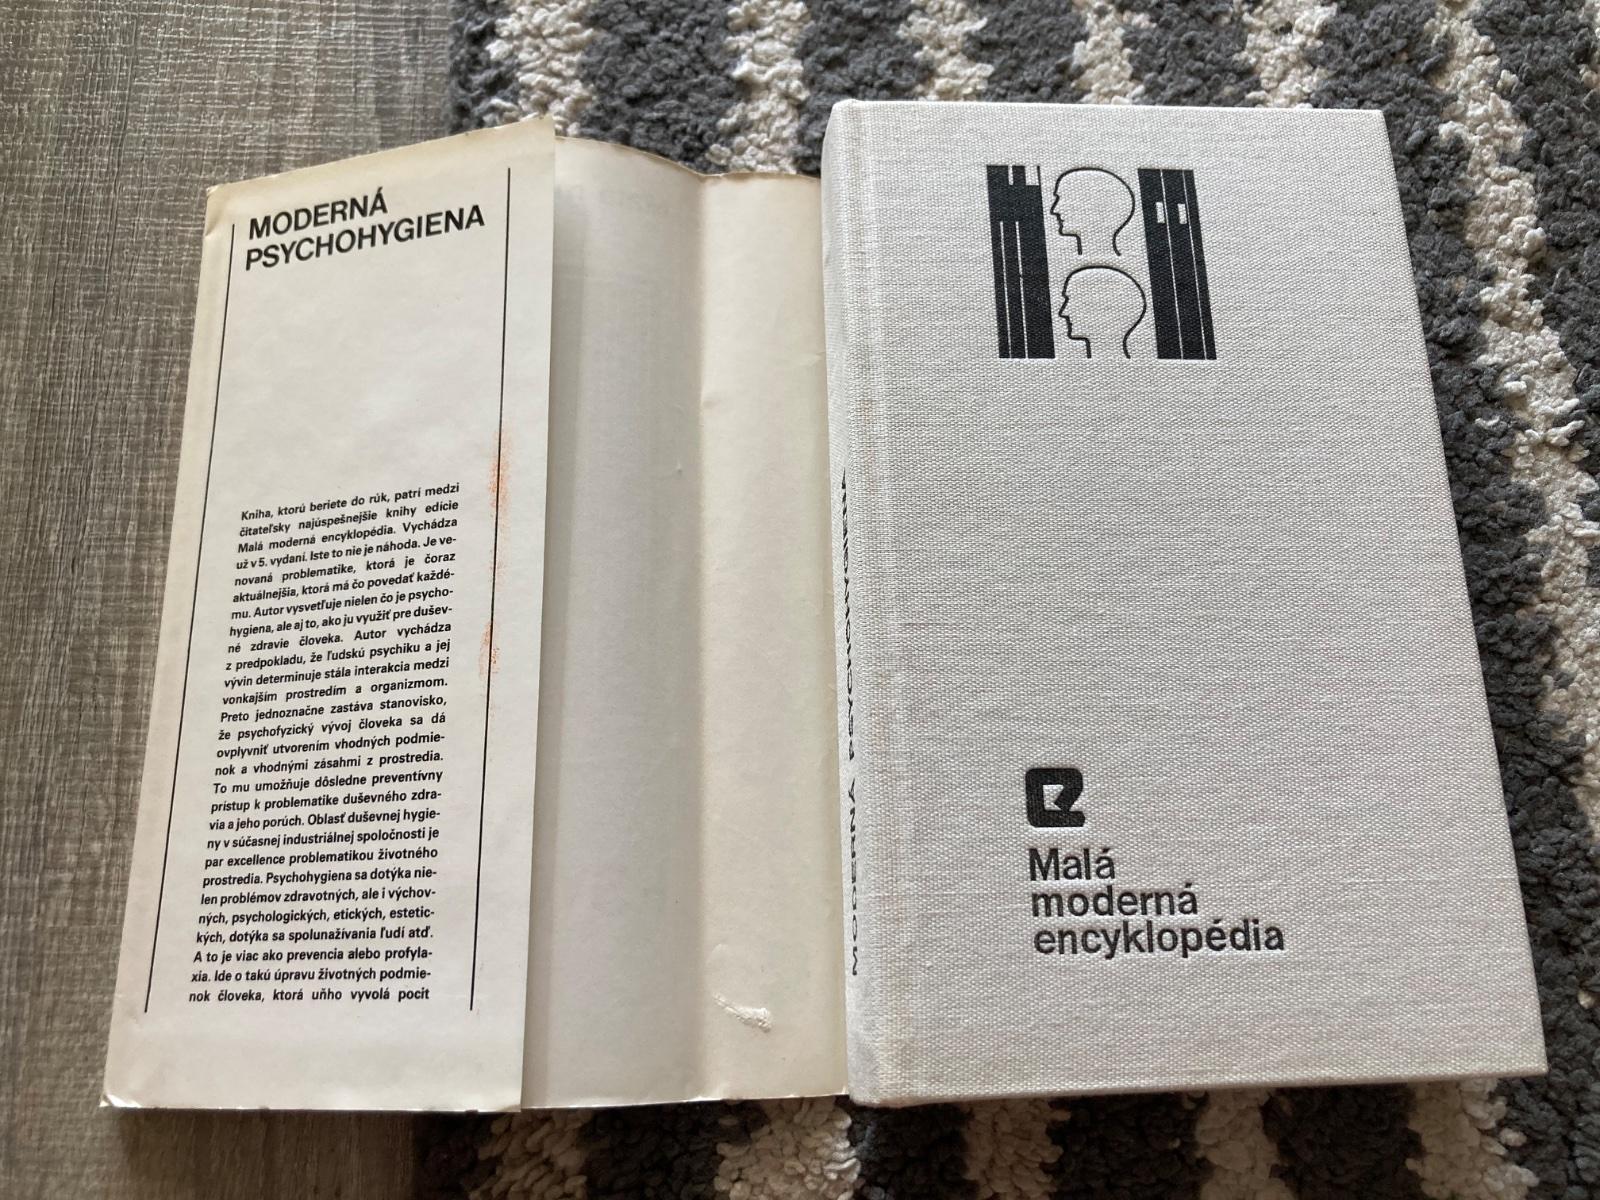 MODERNÁ
PSYCHOHYGIENA
Kniha, ktorú beriete do rúk, patrí medzi
čitateľsky najúspešnejšie knihy edície
Malá moderná encyklopédia. Vychádza
už v 5. vydaní. Iste to nie je náhoda. Je ve-
novaná problematike, ktorá je čoraz
aktuálnejšia, ktorá má čo povedať každé-
mu. Autor vysvetľuje nielen čo je psycho-
hygiena, ale aj to, ako ju využiť pre dušev-
né zdravie človeka. Autor vychádza
z predpokladu, že ľudskú psychiku a jej
vývin determinuje stála interakcia medzi
vonkajším prostredím a organizmom.
Preto jednoznačne zastáva stanovisko,
že psychofyzický vývoj človeka sa dá
ovplyvniť utvorením vhodných podmie-
nok a vhodnými zásahmi z prostredia.
To mu umožňuje dôsledne preventívny
prístup k problematike duševného zdra-
via a jeho porúch. Oblasť duševnej hygie-
ny v súčasnej industriálnej spoločnosti je
par excellence problematikou životného
prostredia. Psychohygiena sa dotýka nie-
len problémov zdravotných, ale i výchov-
ných, psychologických, etických, estetic-
kých, dotýka sa spolunažívania ľudí atď.
A to je viac ako prevencia alebo profyla-
xia. Ide o takú úpravu životných podmie-
nok človeka, ktorá uňho vyvolá pocit
MODERNÁ PSYCHOHYGIENA
Malá
moderná
encyklopédia